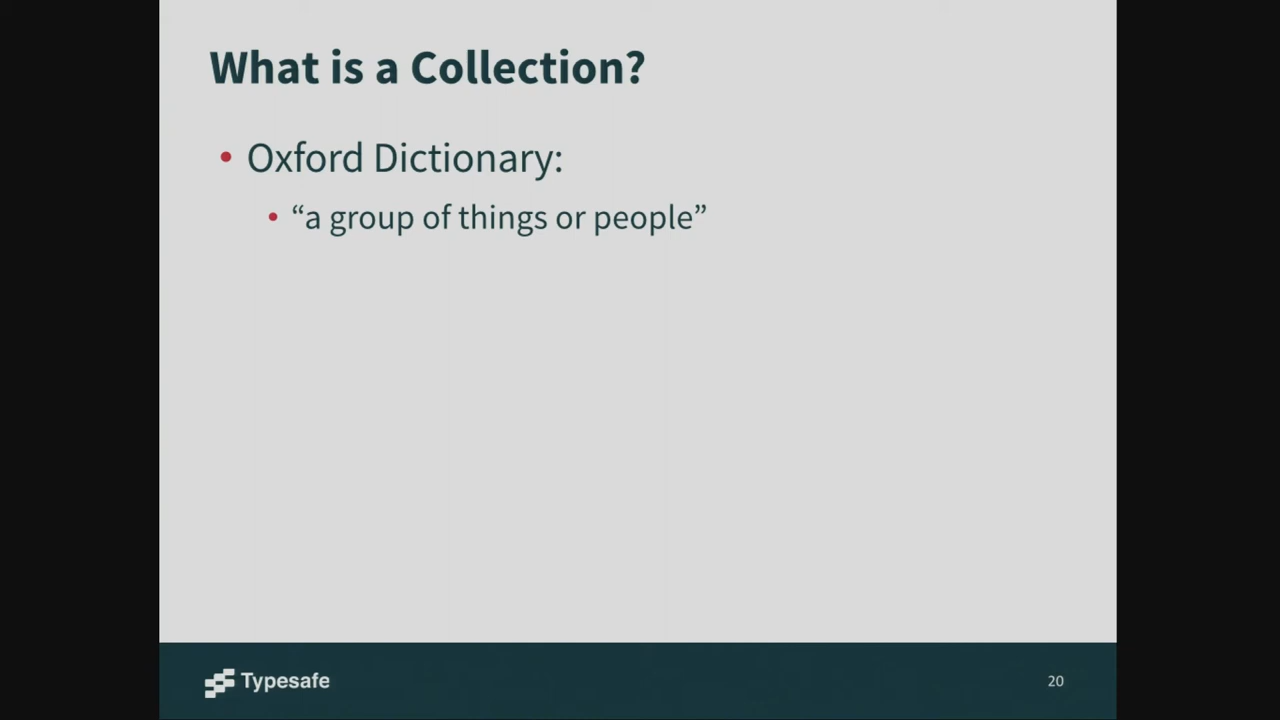 What is a Collection?
• Oxford Dictionary:
• “a group of things or people”
Typesafe
20